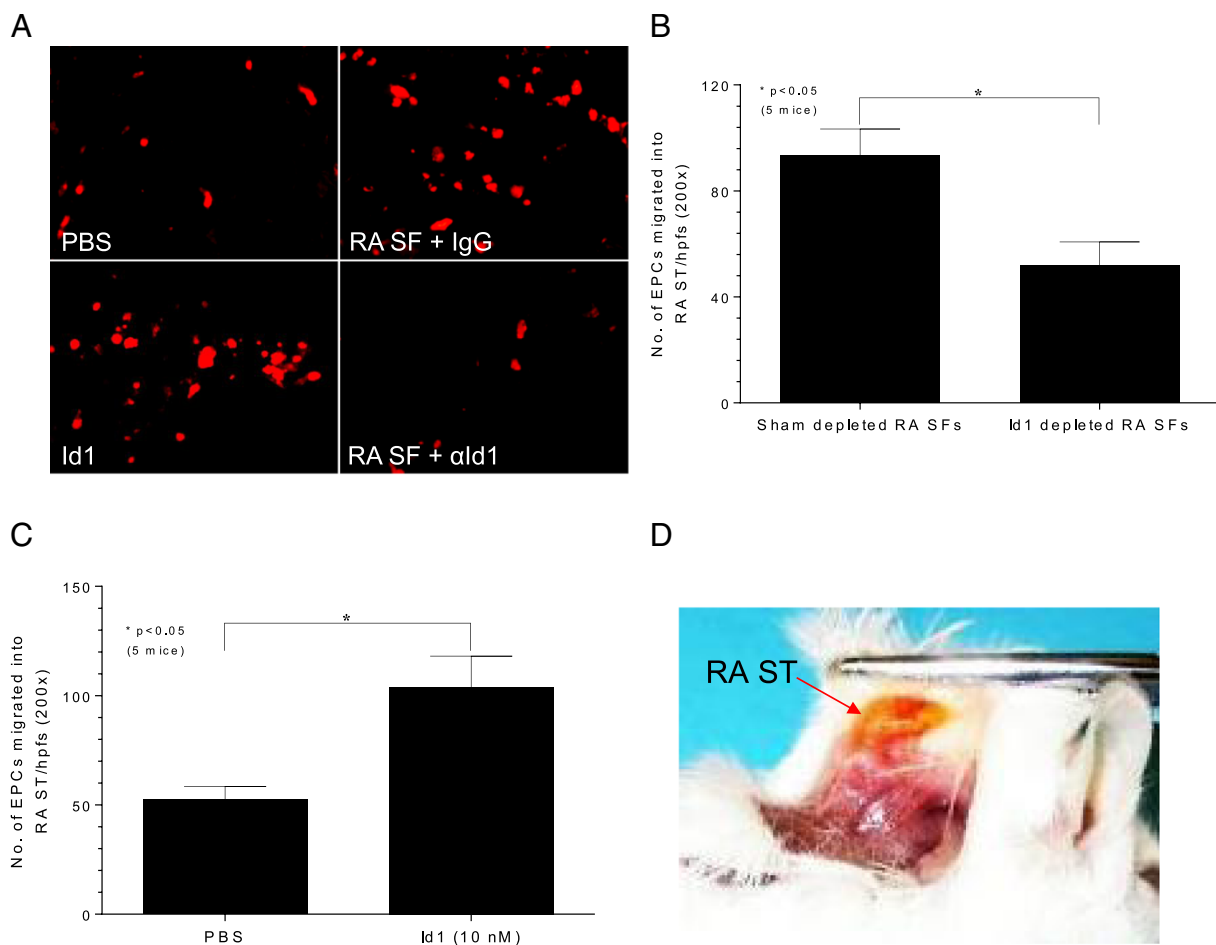 A
PBS
RA SF + IgG
Id1
RA SF + αId1
B
No. of EPCs migrated into
RA ST/hpfs (200x)
120
80
40
0
* p<0.05
(5 mice)
*
Sham depleted RA SFs
Id1 depleted RA SFs
C
No. of EPCs migrated into
RA ST/hpfs (200x)
150
100
50
0
* p<0.05
(5 mice)
*
PBS
Id1 (10 nM)
D
RA ST